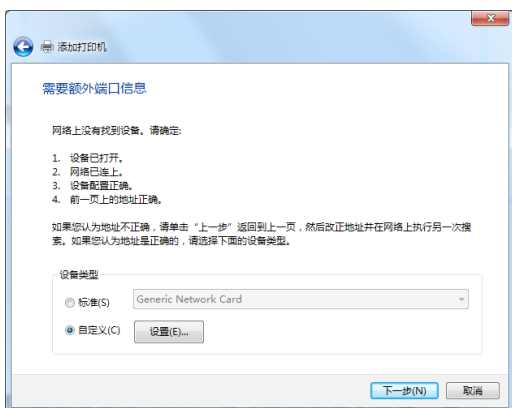 添加打印机
需要额外端口信息
网络上没有找到设备。请确定:
1. 设备已打开。
2. 网络已连上。
3. 设备配置正确。
4. 前一页上的地址正确。
如果您认为地址不正确，请单击“上一步”返回到上一页，然后改正地址并在网络上执行另一次搜
索。如果您认为地址是正确的，请选择下面的设备类型。
设备类型
标准(S)
Generic Network Card
自定义(C)
设置(E)...
下一步(N)
取消